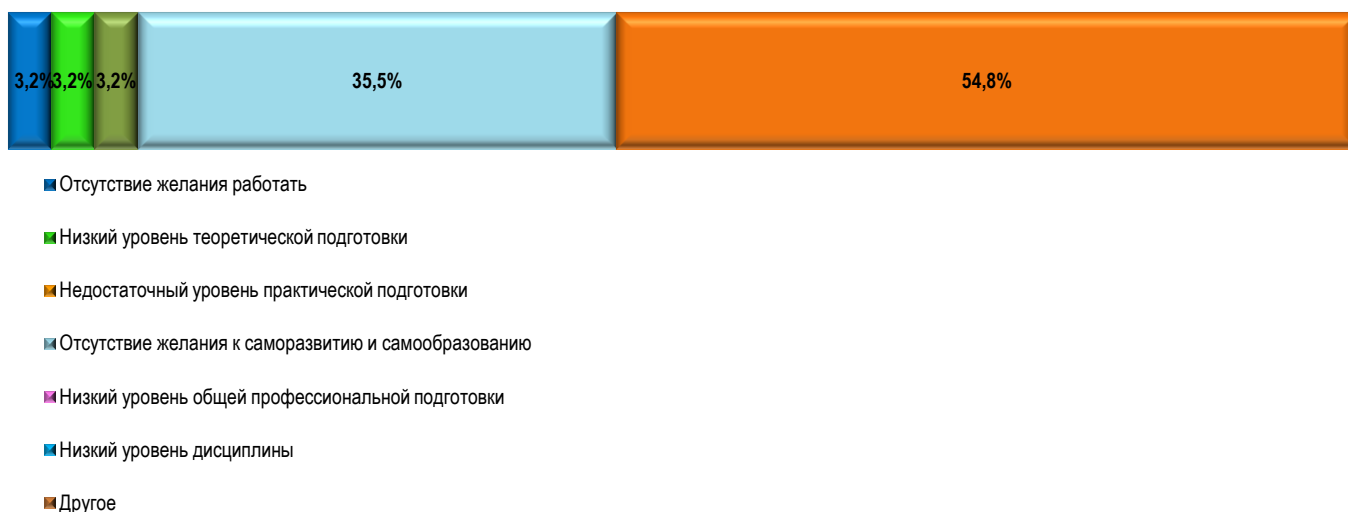 3,2% 3,2% 3,2% 35,5% 54,8%
Отсутствие желания работать
Низкий уровень теоретической подготовки
Недостаточный уровень практической подготовки
Отсутствие желания к саморазвитию и самообразованию
Низкий уровень общей профессиональной подготовки
Низкий уровень дисциплины
Другое